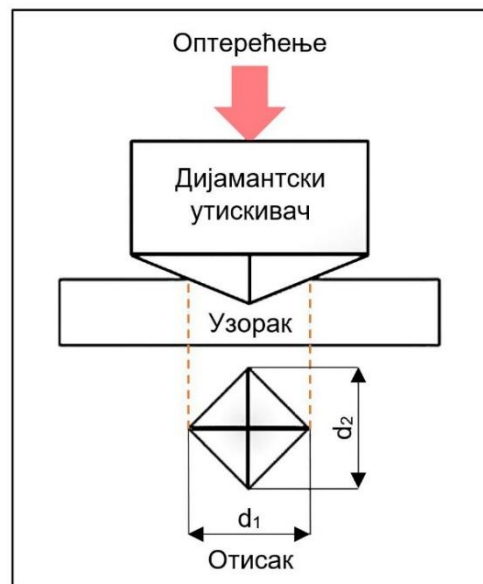 Оптерећење
Дијамантски
утискивач
Узорак
d₂
d₁
Отисак